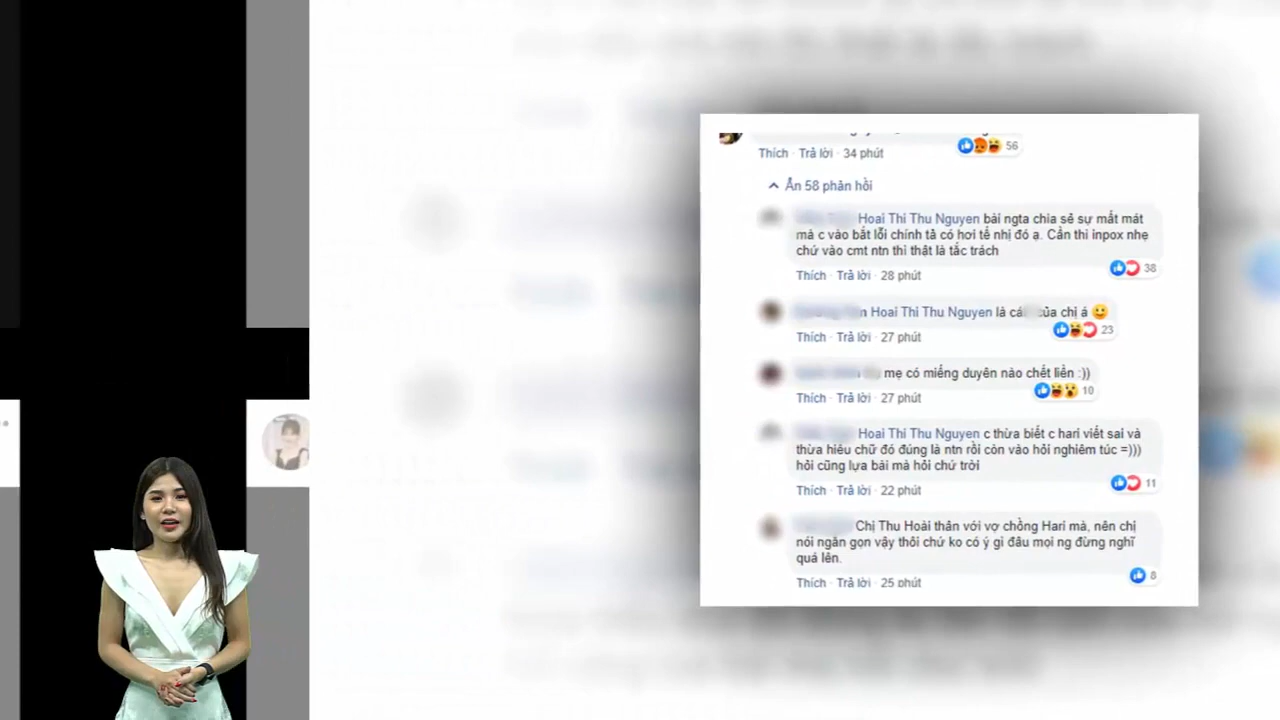 Thích · Trả lời · 34 phút
56
Ẩn 58 phản hồi
Hoai Thi Thu Nguyen bài ngta chia sẻ sự mất mát
mà c vào bắt lỗi chính tả có hơi tế nhị đó ạ. Cần thì inpox nhẹ
chứ vào cmt ntn thì thật là tắc trách
38
Thích · Trả lời · 28 phút
Hoai Thi Thu Nguyen là cá của chị á
23
Thích · Trả lời · 27 phút
mẹ có miếng duyên nào chết liền :))
10
Thích · Trả lời · 27 phút
Hoai Thi Thu Nguyen c thừa biết c hari viết sai và
thừa hiểu chữ đó đúng là ntn rồi còn vào hỏi nghiêm túc =)))
hỏi cũng lựa bài mà hỏi chứ trời
11
Thích · Trả lời · 22 phút
Chị Thu Hoài thân với vợ chồng Hari mà, nên chị
nói ngắn gọn vậy thôi chứ ko có ý gì đâu mọi ng đừng nghĩ
quá lên.
8
Thích · Trả lời · 25 phút